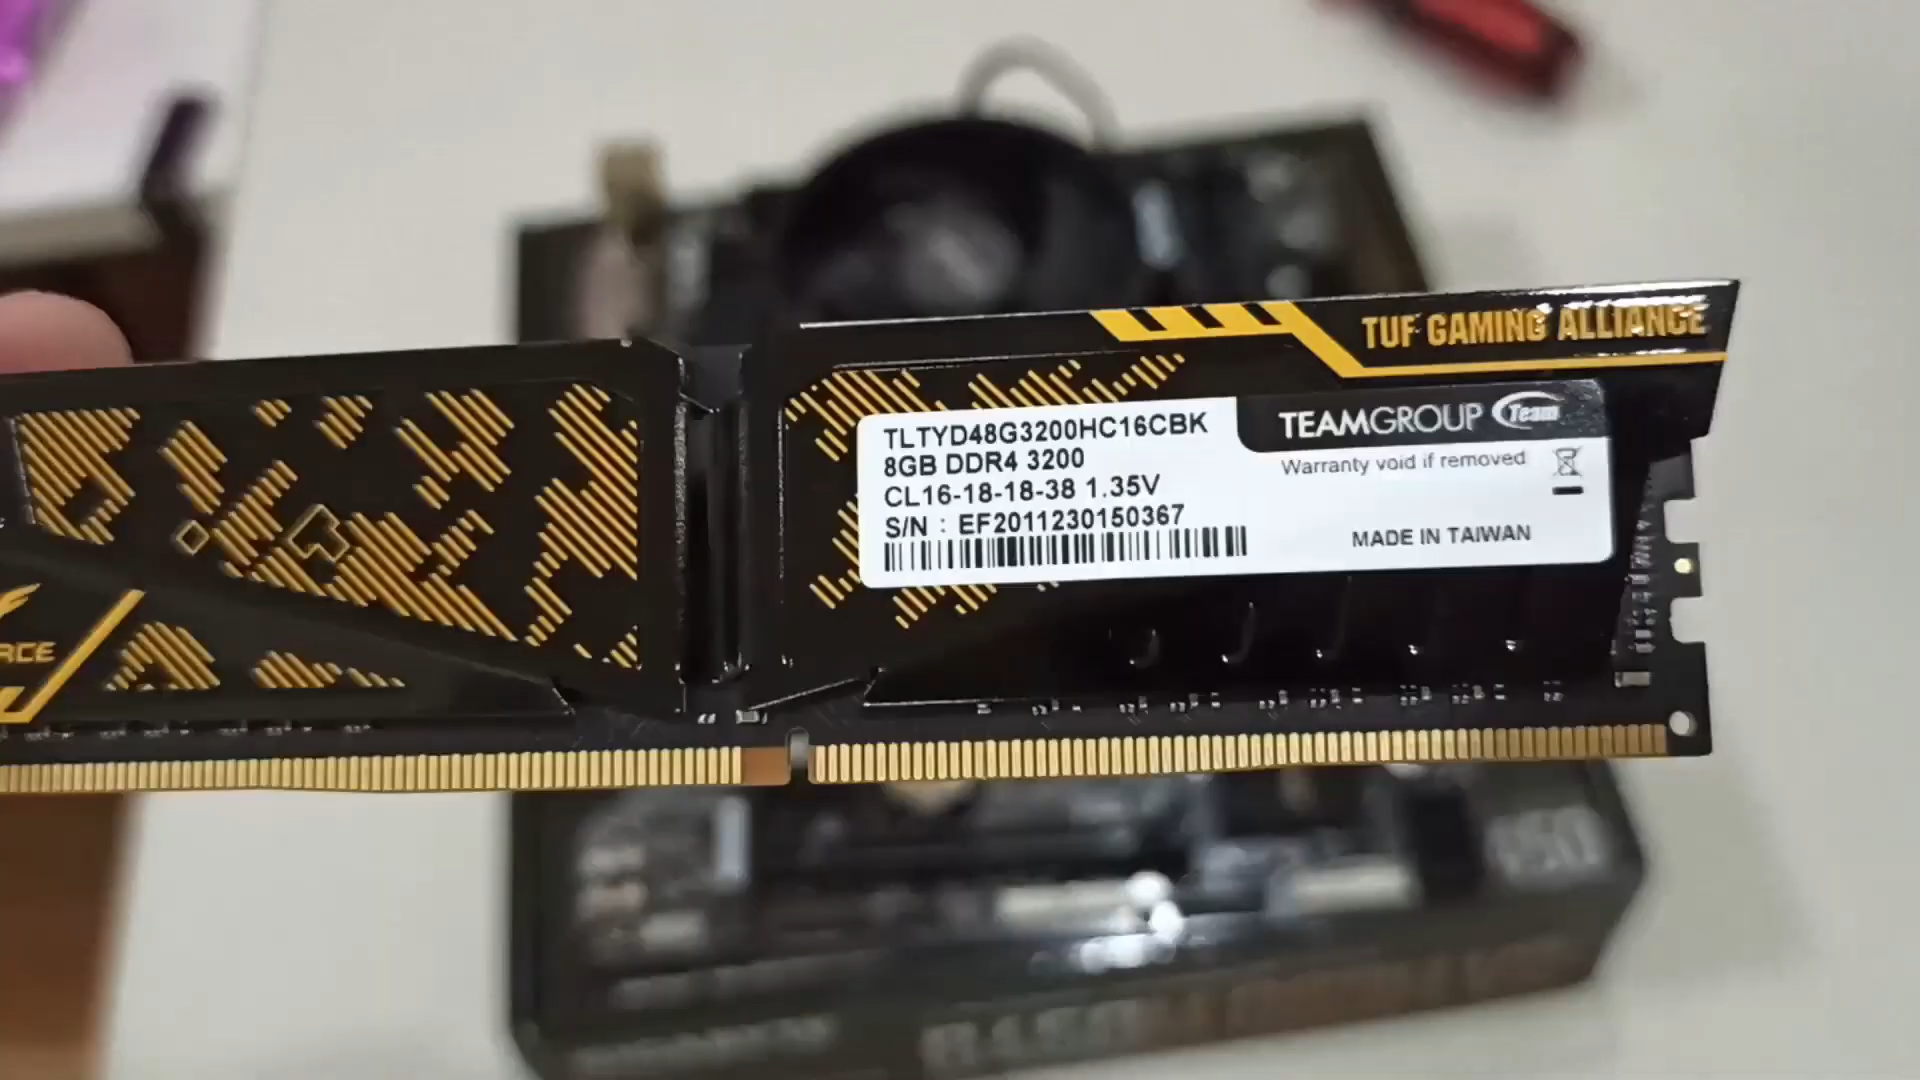 TUF GAMING ALLIANCE
TEAMGROUP Team
TLTYD48G3200HC16CBK
8GB DDR4 3200
CL16-18-18-38 1.35V
S/N : EF2011230150367
Warranty void if removed
MADE IN TAIWAN
RCE